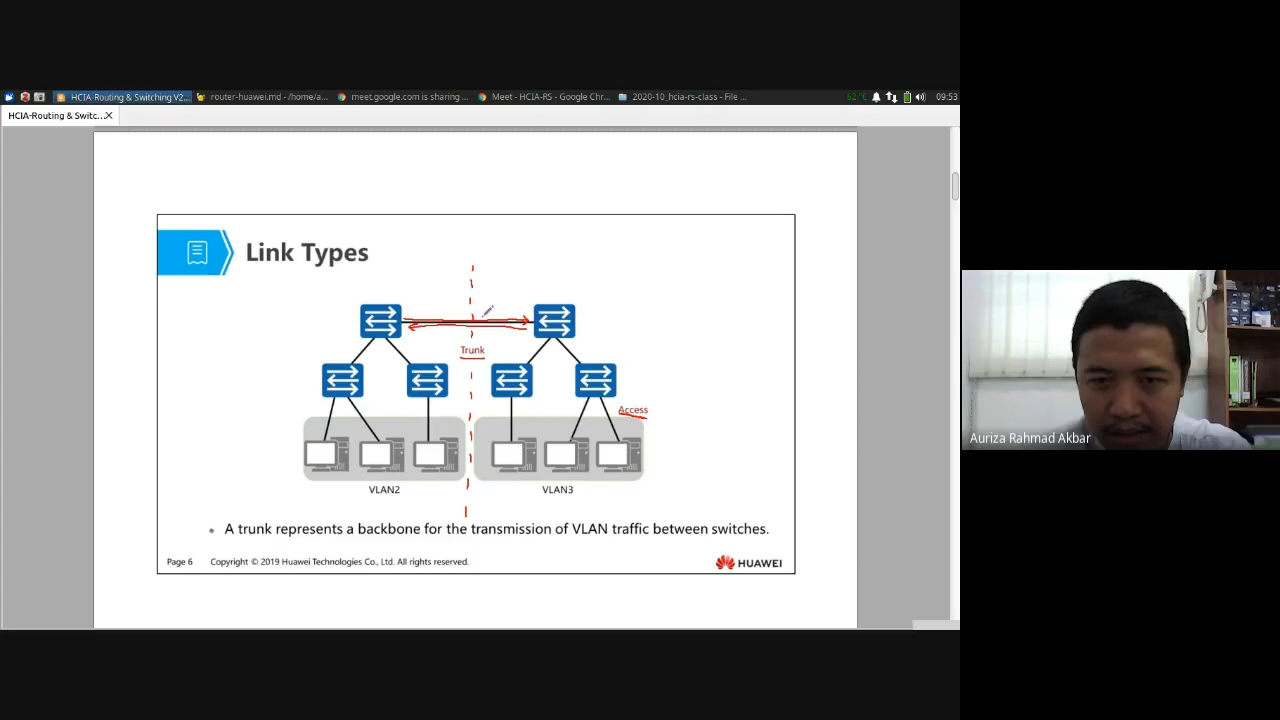 HCIA-Routing & Switching V2... router-huawei.md - /home/a... meet.google.com is sharing ... Meet - HCIA-RS - Google Chr... 2020-10_hcia-rs-class - File ... 62 °C 09:53
HCIA-Routing & Switc...
Link Types
Trunk
Access
VLAN2 VLAN3
• A trunk represents a backbone for the transmission of VLAN traffic between switches.
Page 6 Copyright © 2019 Huawei Technologies Co., Ltd. All rights reserved. HUAWEI
Auriza Rahmad Akbar